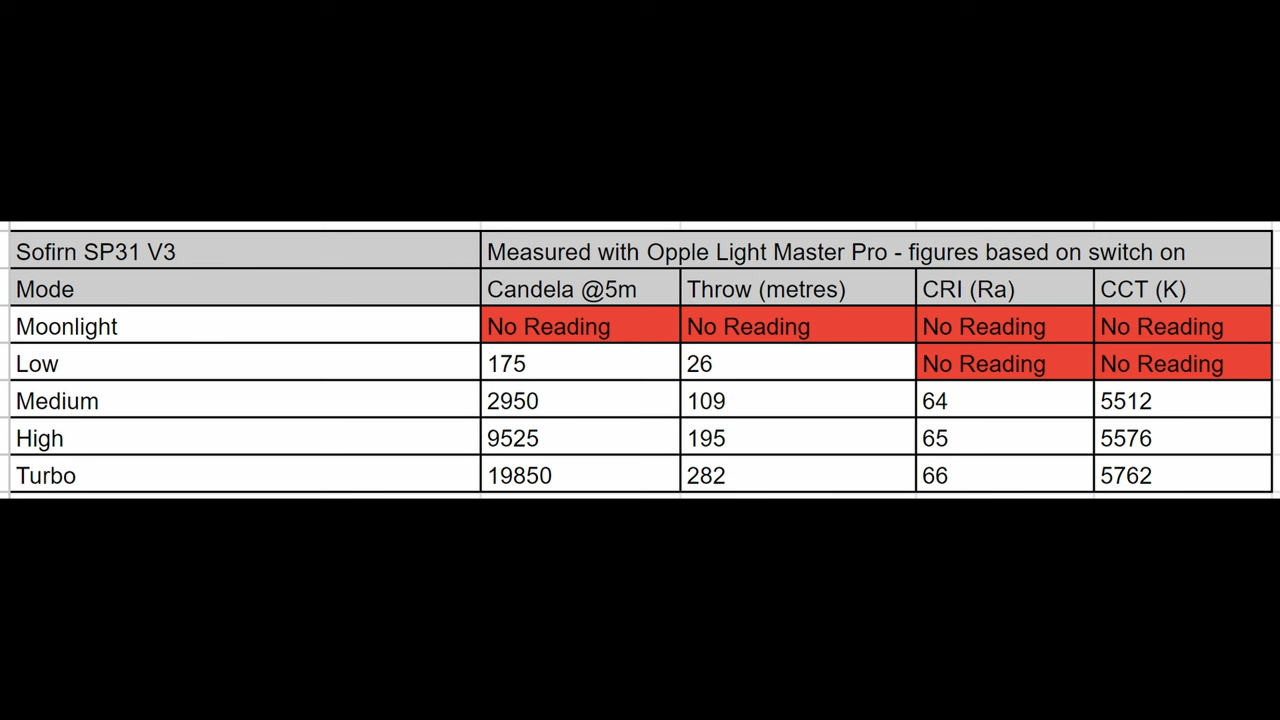 Sofirn SP31 V3 Measured with Opple Light Master Pro - figures based on switch on
Mode Candela @5m Throw (metres) CRI (Ra) CCT (K)
Moonlight No Reading No Reading No Reading No Reading
Low 175 26 No Reading No Reading
Medium 2950 109 64 5512
High 9525 195 65 5576
Turbo 19850 282 66 5762